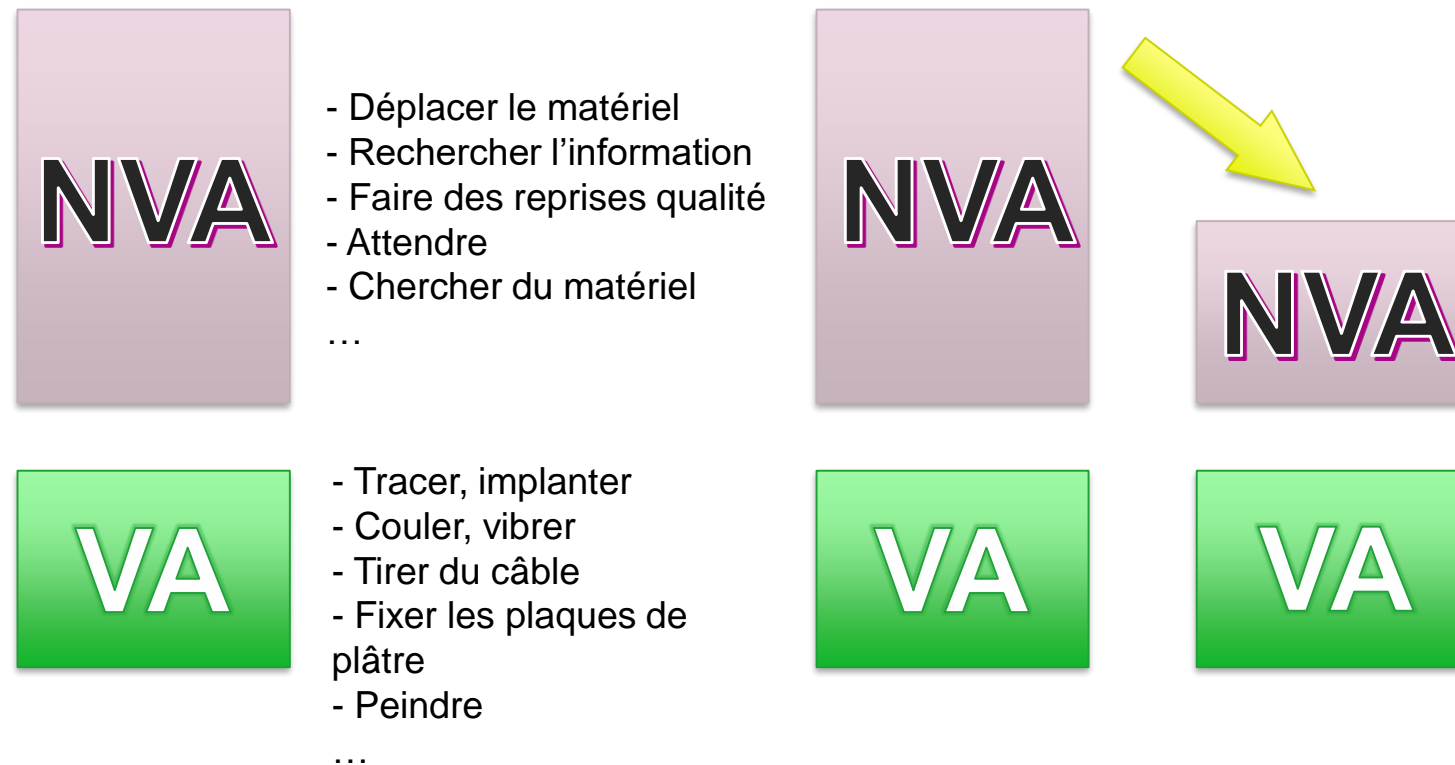 NVA
- Déplacer le matériel
- Rechercher l’information
- Faire des reprises qualité
- Attendre
- Chercher du matériel
…
NVA
NVA
VA
- Tracer, implanter
- Couler, vibrer
- Tirer du câble
- Fixer les plaques de
plâtre
- Peindre
…
VA
VA